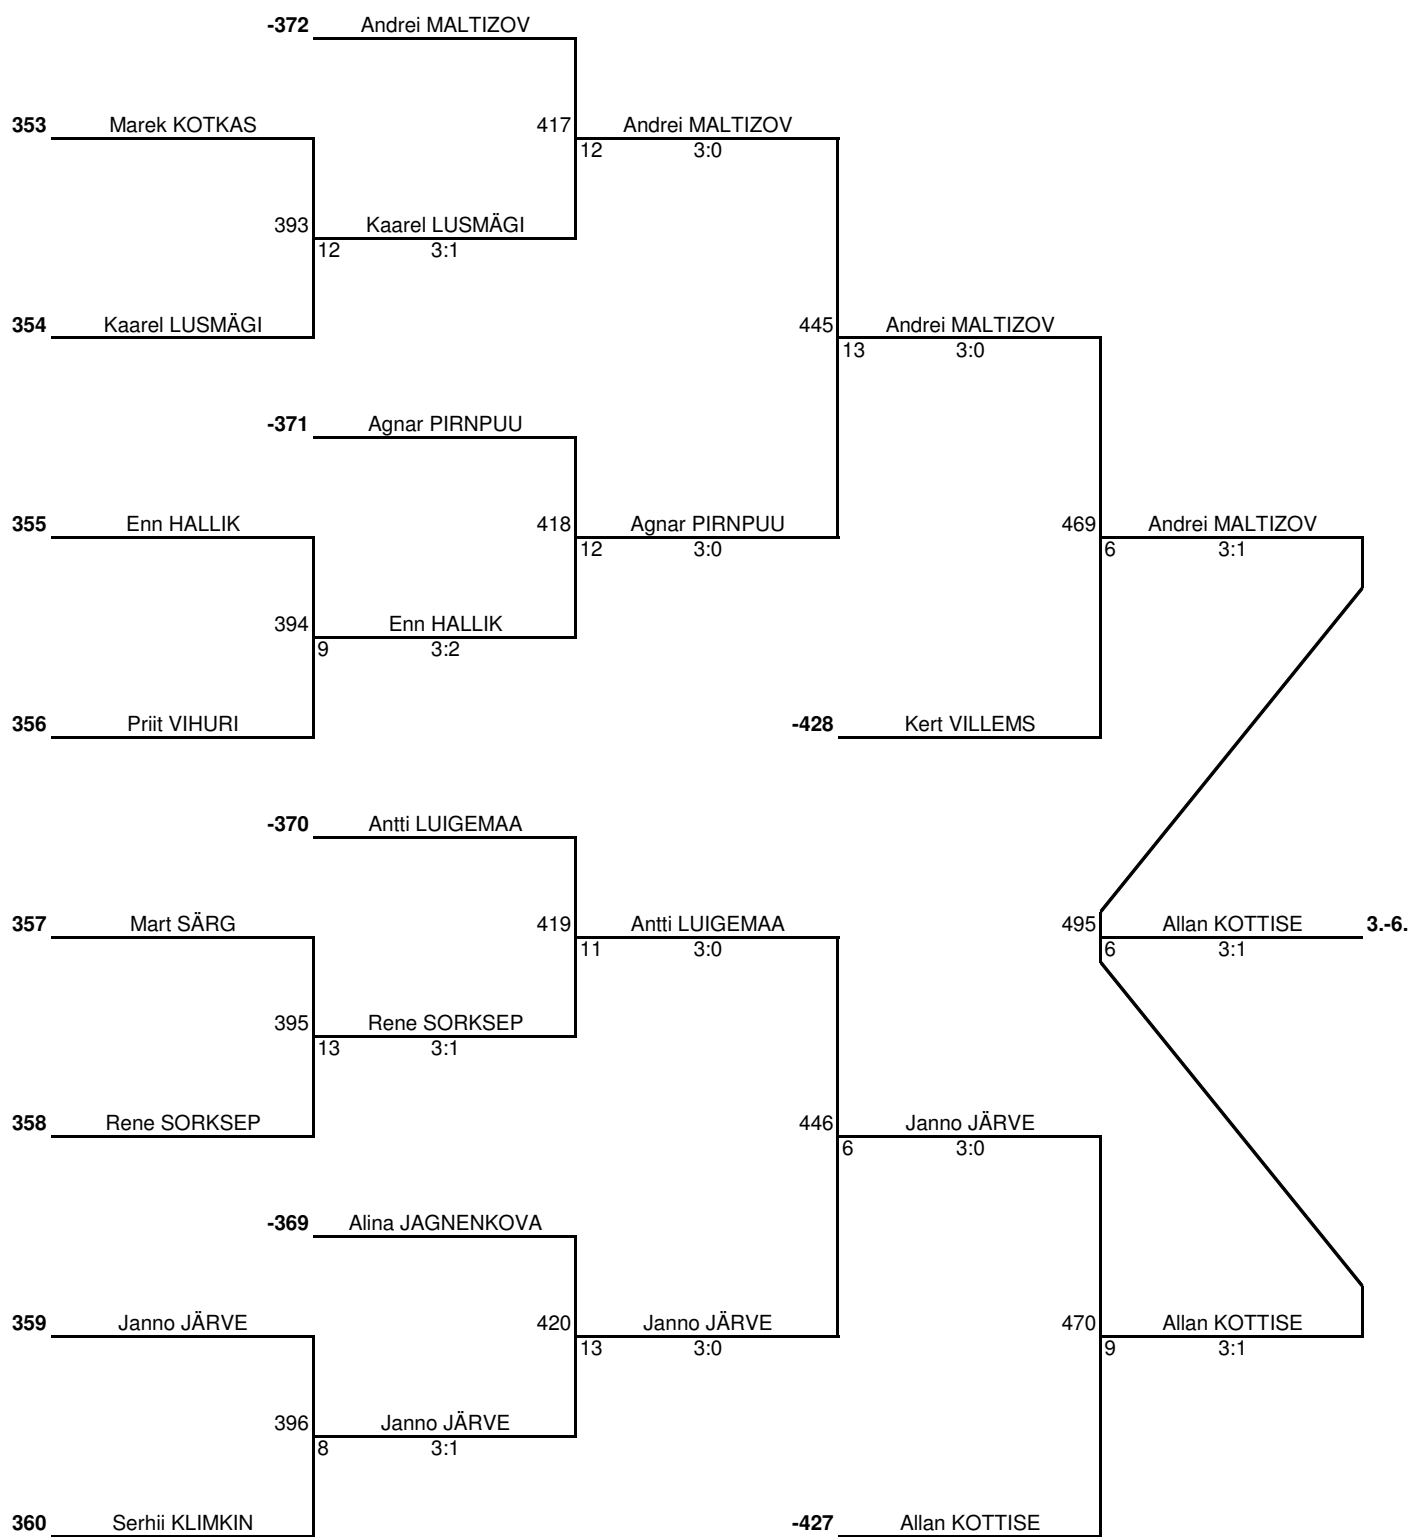 -372 Andrei MALTIZOV
353 Marek KOTKAS 417 Andrei MALTIZOV
12 3:0
393 Kaarel LUSMÄGI
12 3:1
354 Kaarel LUSMÄGI 445 Andrei MALTIZOV
13 3:0
-371 Agnar PIRNPUU
355 Enn HALLIK 418 Agnar PIRNPUU 469 Andrei MALTIZOV
12 3:0 6 3:1
394 Enn HALLIK
9 3:2
356 Priit VIHURI -428 Kert VILLEMS
-370 Antti LUIGEMAA
357 Mart SÄRG 419 Antti LUIGEMAA 495 Allan KOTTISE 3.-6.
11 3:0 6 3:1
395 Rene SORKSEP
13 3:1
358 Rene SORKSEP 446 Janno JÄRVE
6 3:0
-369 Alina JAGNENKOVA
359 Janno JÄRVE 420 Janno JÄRVE 470 Allan KOTTISE
13 3:0 9 3:1
396 Janno JÄRVE
8 3:1
360 Serhii KLIMKIN -427 Allan KOTTISE